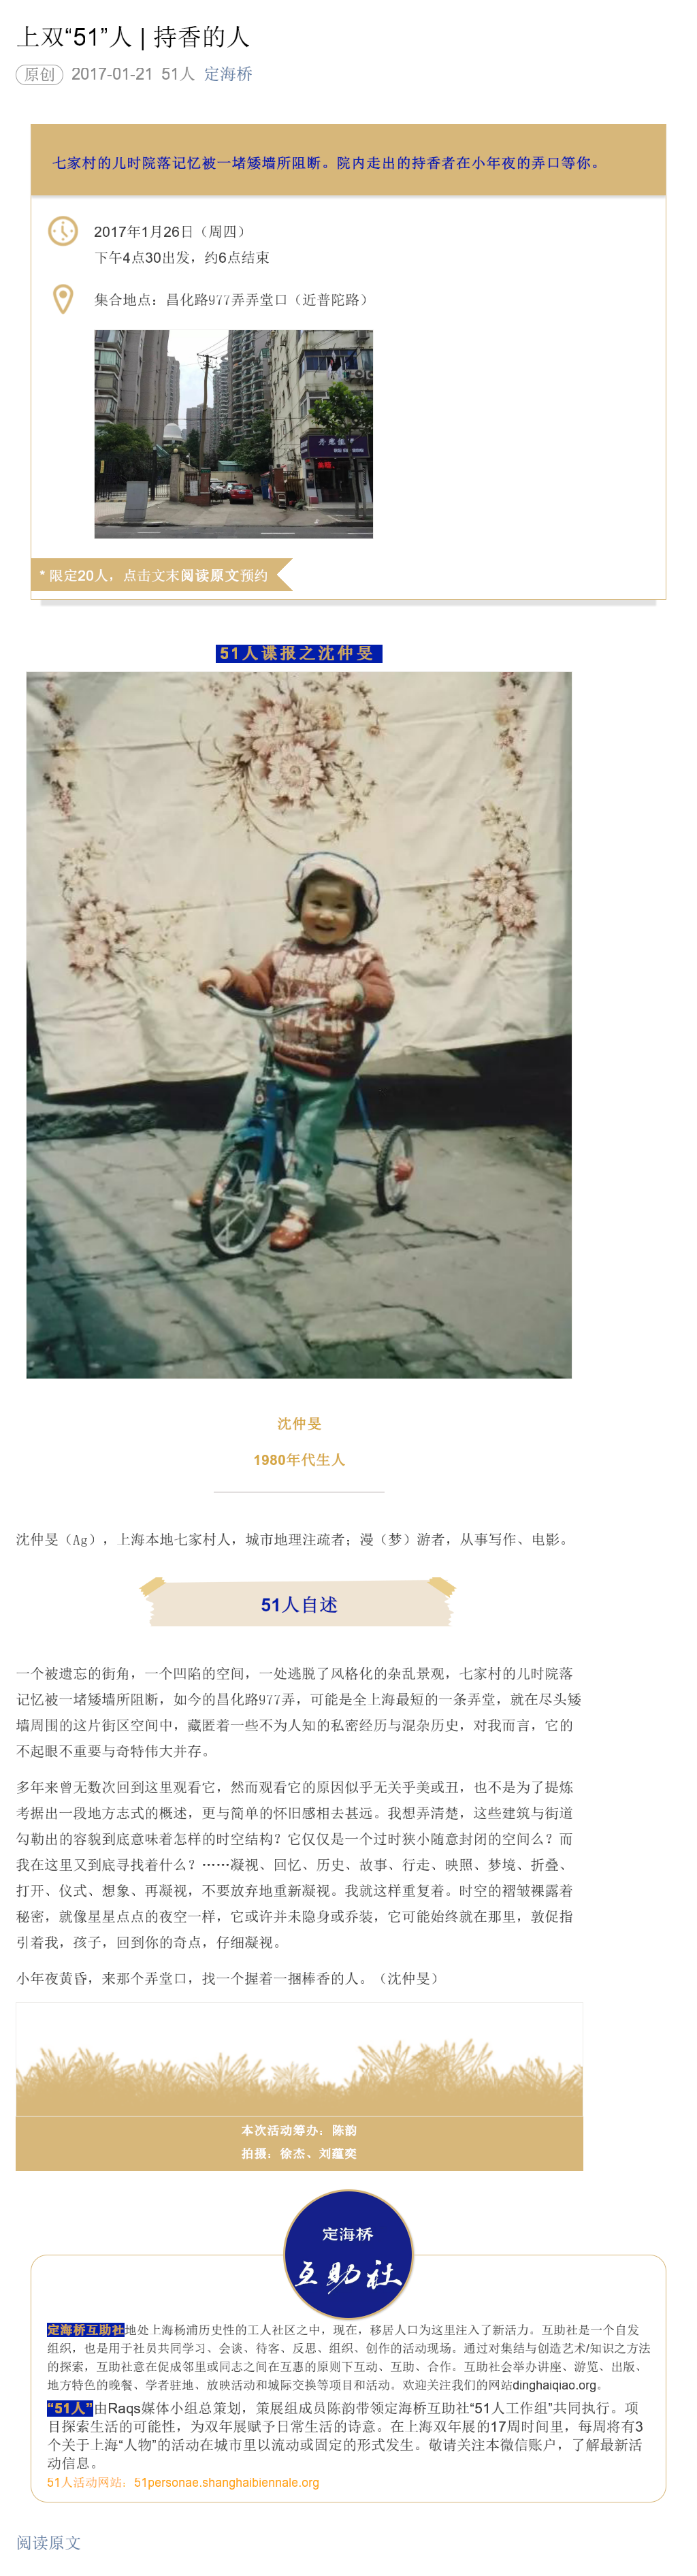 上双“51”人 | 持香的人
原创 2017-01-21 51人 定海桥
七家村的儿时院落记忆被一堵矮墙所阻断。院内走出的持香者在小年夜的弄口等你。
2017年1月26日（周四）
下午4点30出发，约6点结束
集合地点：昌化路977弄弄堂口（近普陀路）
* 限定20人，点击文末阅读原文预约
51人谍报之沈仲旻
沈仲旻
1980年代生人
沈仲旻（Ag），上海本地七家村人，城市地理注疏者；漫（梦）游者，从事写作、电影。
51人自述
一个被遗忘的街角，一个凹陷的空间，一处逃脱了风格化的杂乱景观，七家村的儿时院落
记忆被一堵矮墙所阻断，如今的昌化路977弄，可能是全上海最短的一条弄堂，就在尽头矮
墙周围的这片街区空间中，藏匿着一些不为人知的私密经历与混杂历史，对我而言，它的
不起眼不重要与奇特伟大并存。
多年来曾无数次回到这里观看它，然而观看它的原因似乎无关乎美或丑，也不是为了提炼
考据出一段地方志式的概述，更与简单的怀旧感相去甚远。我想弄清楚，这些建筑与街道
勾勒出的容貌到底意味着怎样的时空结构？它仅仅是一个过时狭小随意封闭的空间么？而
我在这里又到底寻找着什么？……凝视、回忆、历史、故事、行走、映照、梦境、折叠、
打开、仪式、想象、再凝视，不要放弃地重新凝视。我就这样重复着。时空的褶皱裸露着
秘密，就像星星点点的夜空一样，它或许并未隐身或乔装，它可能始终就在那里，敦促指
引着我，孩子，回到你的奇点，仔细凝视。
小年夜黄昏，来那个弄堂口，找一个握着一捆棒香的人。（沈仲旻）
本次活动筹办：陈韵
拍摄：徐杰、刘蕴奕
定海桥
互助社
定海桥互助社地处上海杨浦历史性的工人社区之中，现在，移居人口为这里注入了新活力。互助社是一个自发
组织，也是用于社员共同学习、会谈、待客、反思、组织、创作的活动现场。通过对集结与创造艺术/知识之方法
的探索，互助社意在促成邻里或同志之间在互惠的原则下互动、互助、合作。互助社会举办讲座、游览、出版、
地方特色的晚餐、学者驻地、放映活动和城际交换等项目和活动。欢迎关注我们的网站dinghaiqiao.org。
“51人”由Raqs媒体小组总策划，策展组成员陈韵带领定海桥互助社“51人工作组”共同执行。项
目探索生活的可能性，为双年展赋予日常生活的诗意。在上海双年展的17周时间里，每周将有3
个关于上海“人物”的活动在城市里以流动或固定的形式发生。敬请关注本微信账户，了解最新活
动信息。
51人活动网站：51personae.shanghaibiennale.org
阅读原文